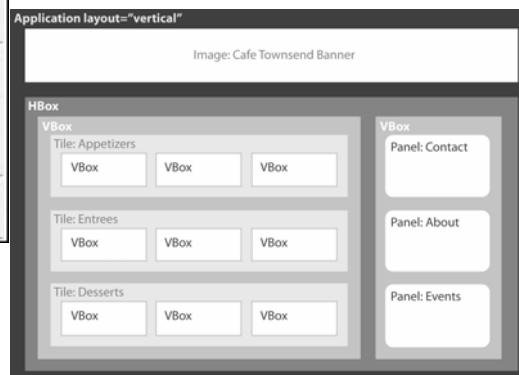 Application layout="vertical"
Image: Cafe Townsend Banner
HBox
VBox
Tile: Appetizers
VBox VBox VBox
Tile: Entrees
VBox VBox VBox
Tile: Desserts
VBox VBox VBox
VBox
Panel: Contact
Panel: About
Panel: Events